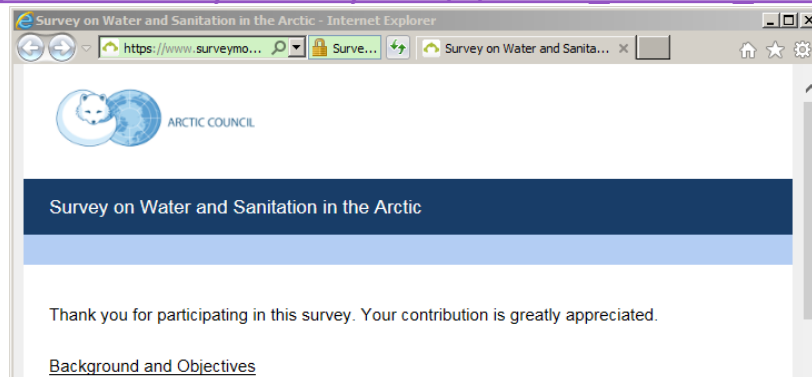 Survey on Water and Sanitation in the Arctic - Internet Explorer
https://www.surveymo... Surve... Survey on Water and Sanita...
ARCTIC COUNCIL
Survey on Water and Sanitation in the Arctic
Thank you for participating in this survey. Your contribution is greatly appreciated.
Background and Objectives